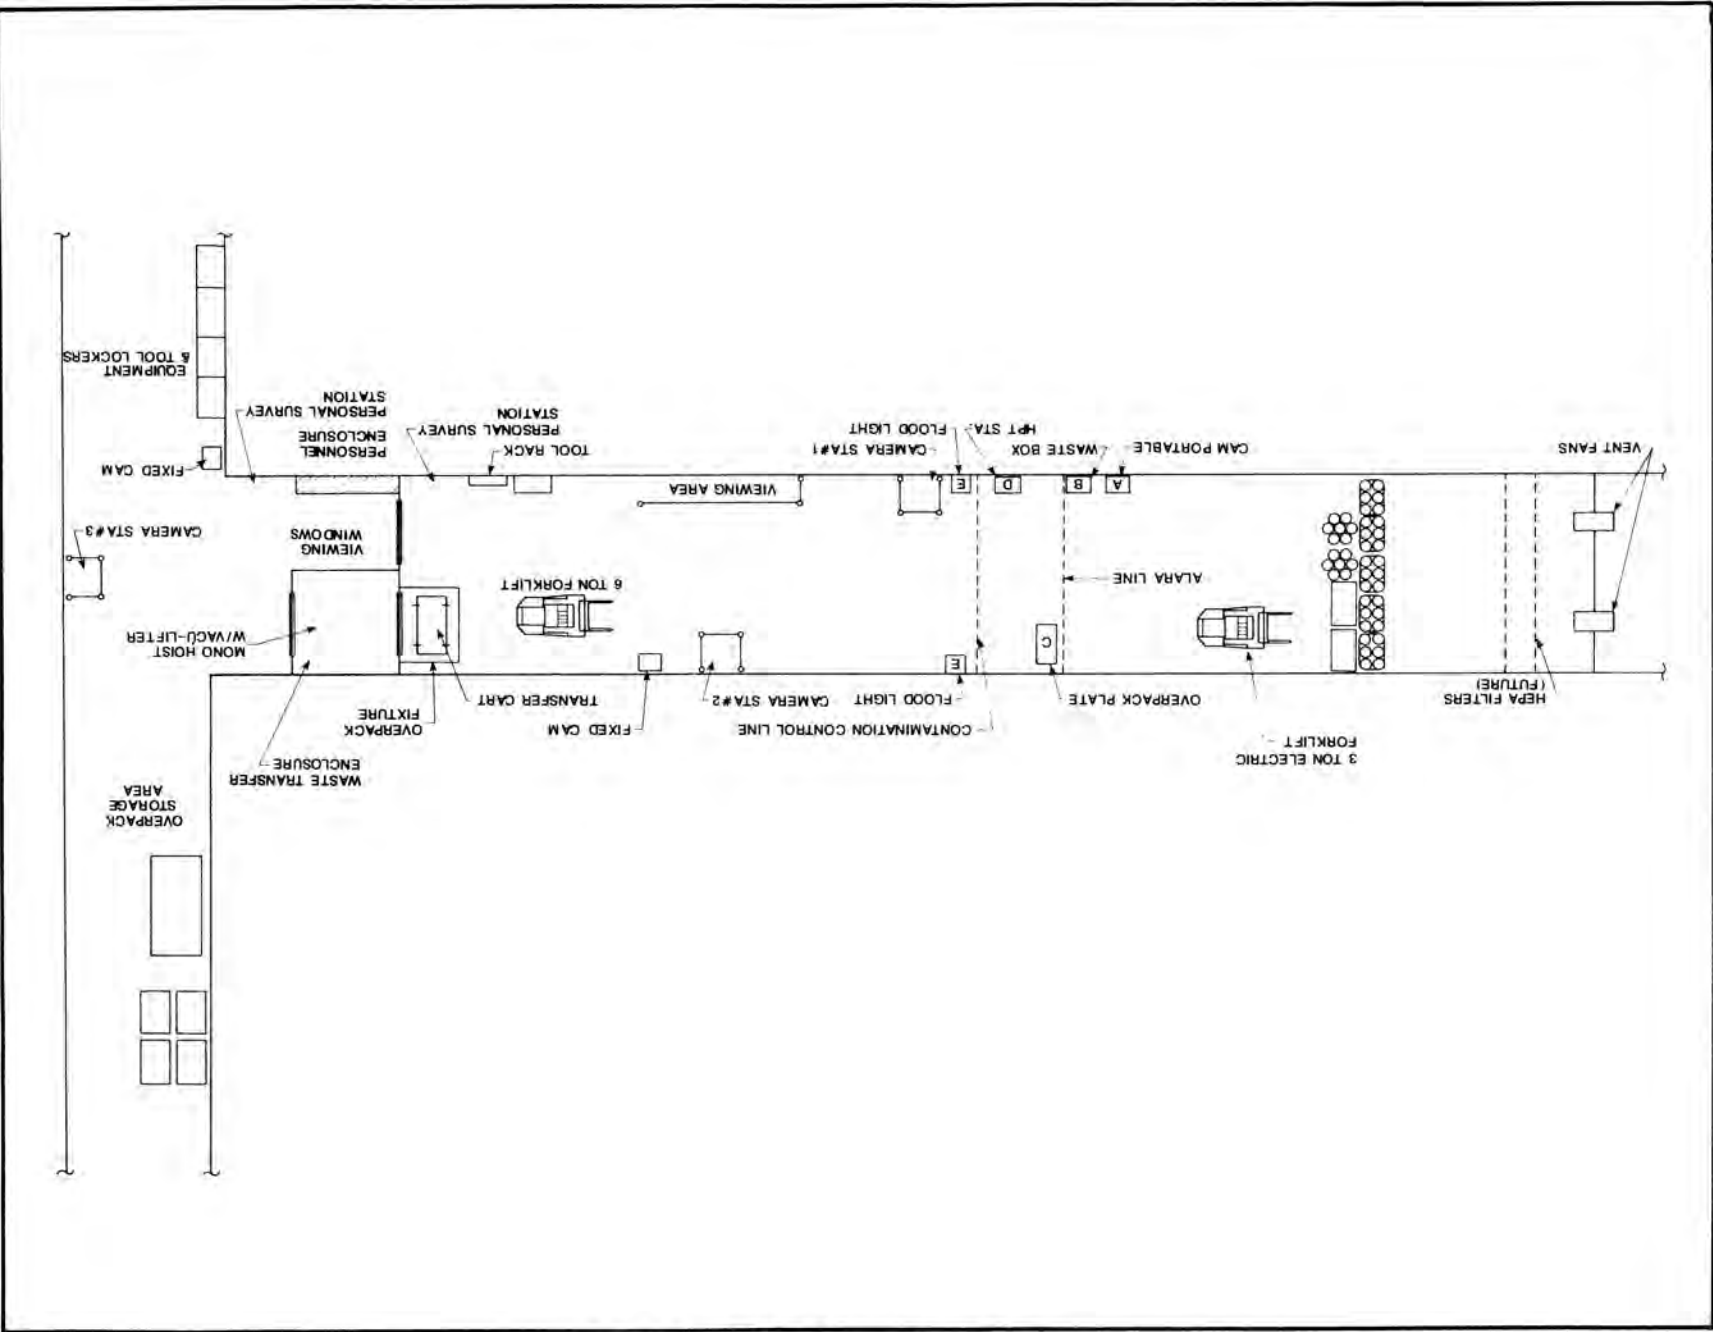 OVERPACK
STORAGE
AREA
WASTE TRANSFER
ENCLOSURE
3 TON ELECTRIC
FORKLIFT
CONTAMINATION CONTROL LINE
FIXED CAM
OVERPACK
FIXTURE
HEPA FILTERS
(FUTURE)
OVERPACK PLATE
FLOOD LIGHT
CAMERA STA#2
TRANSFER CART
E
MONO HOIST
W/VACU-LIFTER
C
6 TON FORKLIFT
ALARA LINE
VIEWING
WINDOWS
CAMERA STA#3
A
B
D
E
VIEWING AREA
VENT FANS
CAM PORTABLE
WASTE BOX
HPT STA.
FLOOD LIGHT
CAMERA STA#1
TOOL RACK
PERSONAL SURVEY
STATION
PERSONNEL
ENCLOSURE
PERSONAL SURVEY
STATION
FIXED CAM
EQUIPMENT
& TOOL LOCKERS